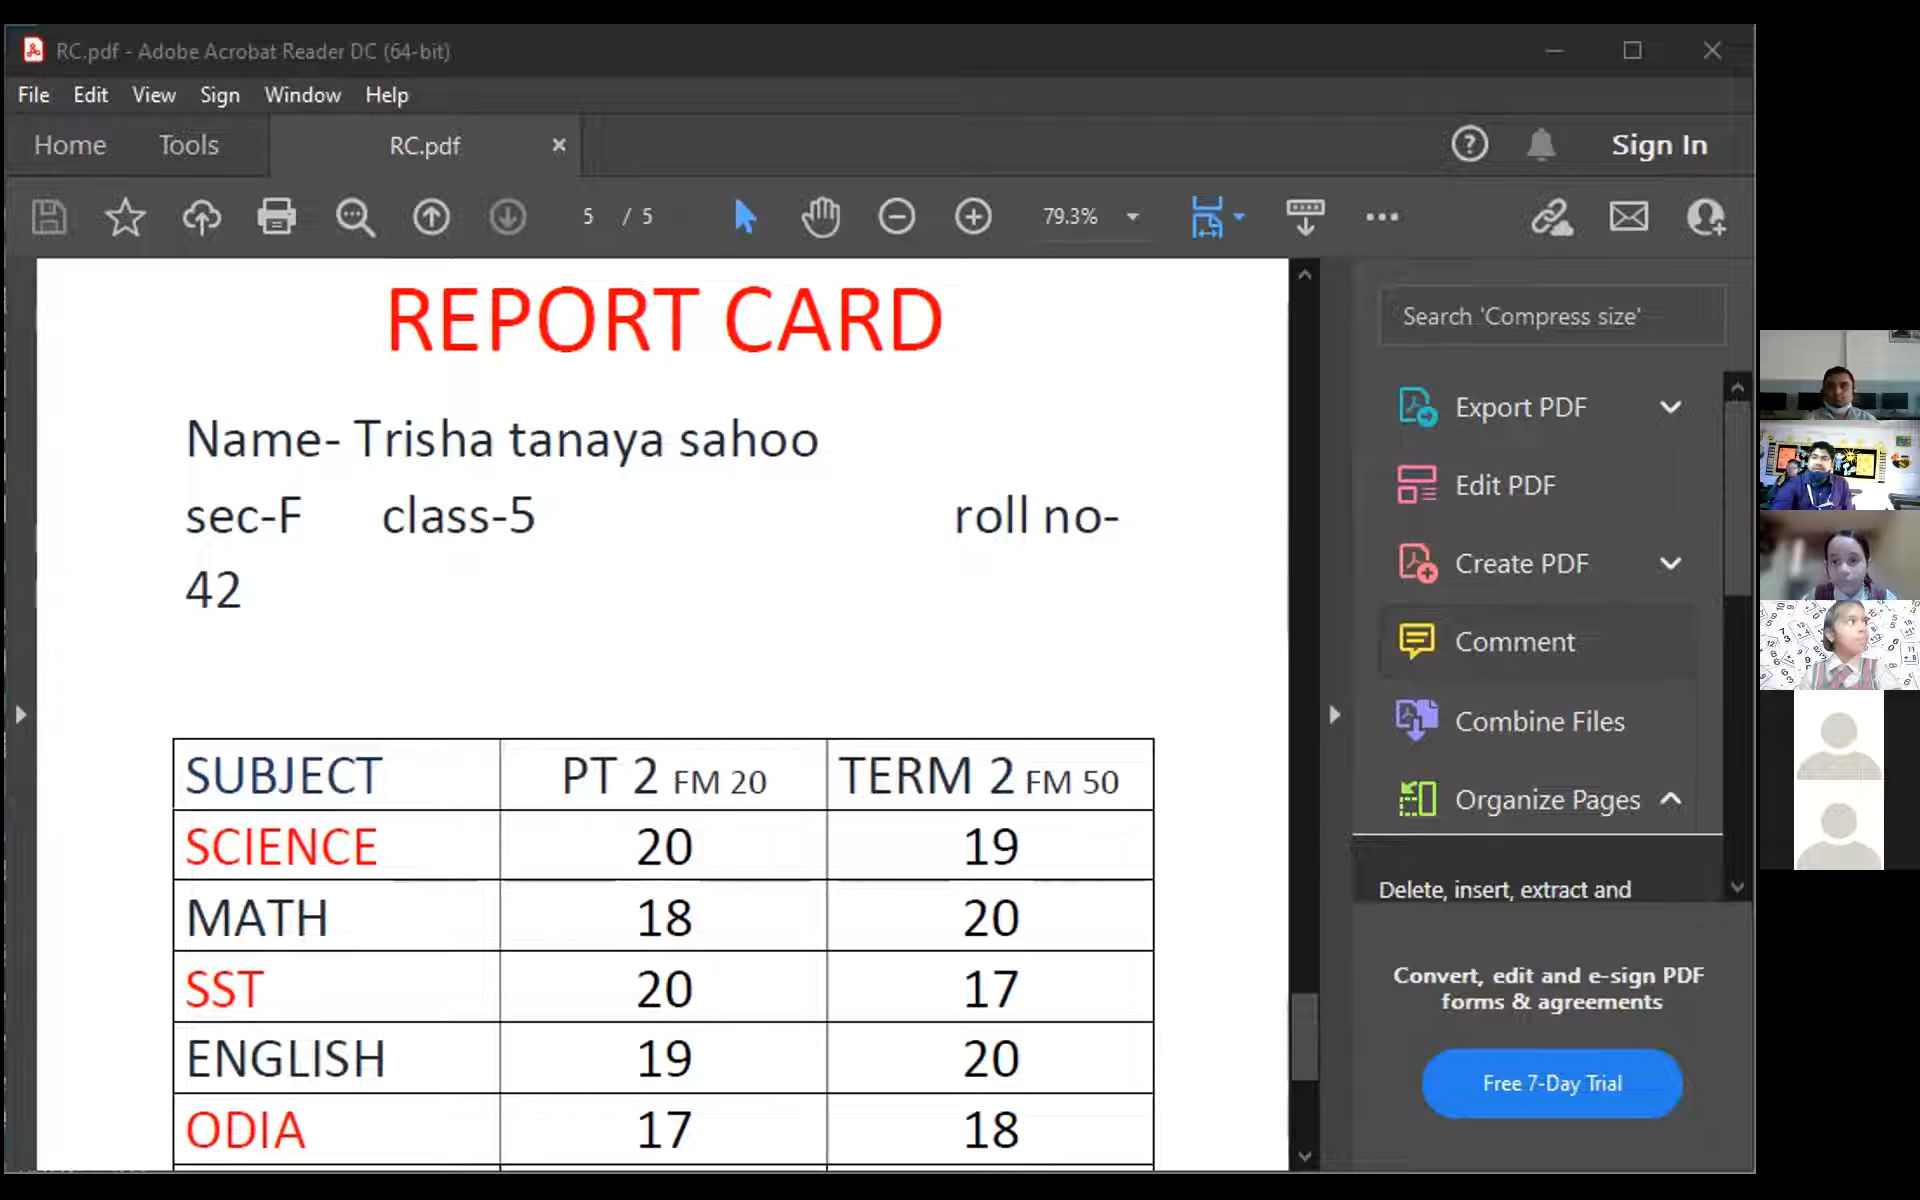 RC.pdf - Adobe Acrobat Reader DC (64-bit)
File Edit View Sign Window Help
Home Tools RC.pdf Sign In
5 / 5 79.3%
REPORT CARD
Name- Trisha tanaya sahoo
sec-F class-5 roll no-
42
SUBJECT PT 2 FM 20 TERM 2 FM 50
SCIENCE 20 19
MATH 18 20
SST 20 17
ENGLISH 19 20
ODIA 17 18
Search 'Compress size'
Export PDF
Edit PDF
Create PDF
Comment
Combine Files
Organize Pages
Delete, insert, extract and
Convert, edit and e-sign PDF
forms & agreements
Free 7-Day Trial